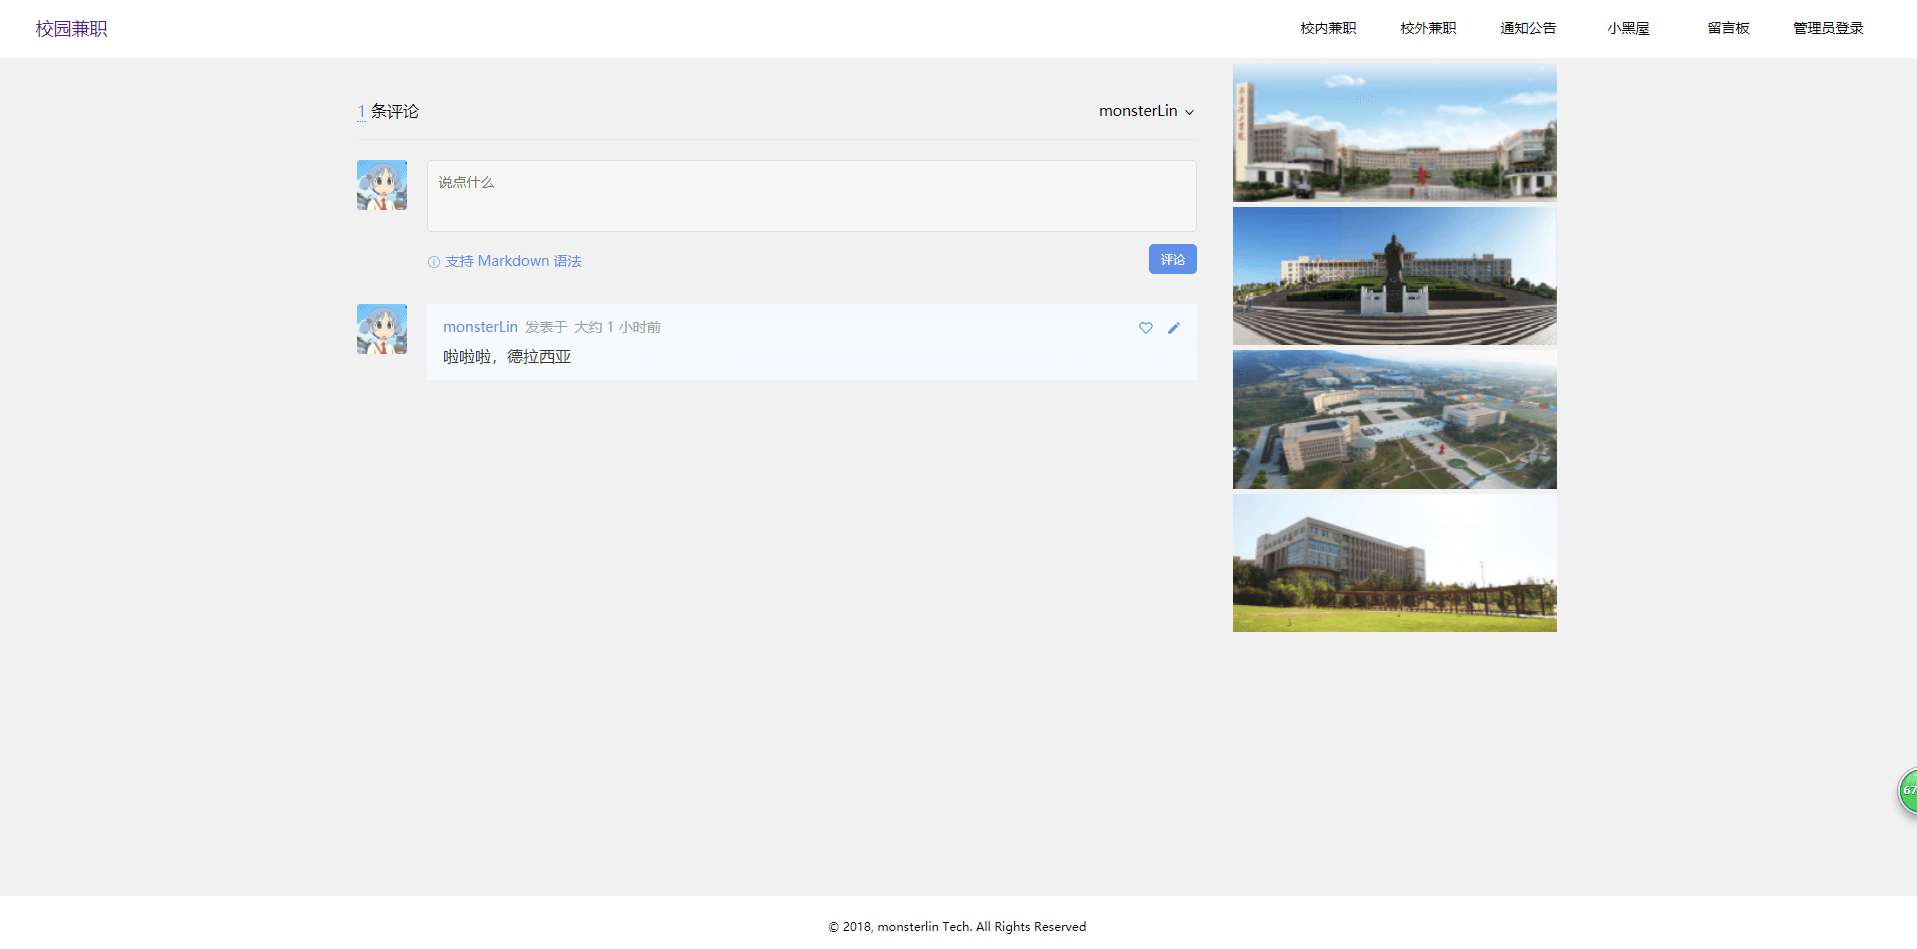 校园兼职
校内兼职 校外兼职 通知公告 小黑屋 留言板 管理员登录
1 条评论
monsterLin
说点什么
支持 Markdown 语法
评论
monsterLin 发表于 大约 1 小时前
啦啦啦，德拉西亚
67
© 2018, monsterlin Tech. All Rights Reserved